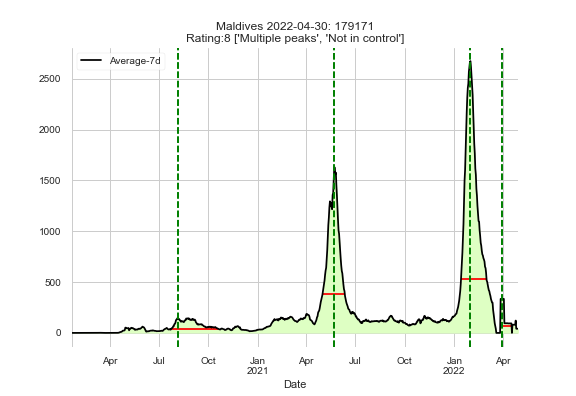 Maldives 2022-04-30: 179171
Rating:8 ['Multiple peaks', 'Not in control']
Average-7d
2500
2000
1500
1000
500
0
Apr Jul Oct Jan Apr Jul Oct Jan Apr
2021 2022
Date